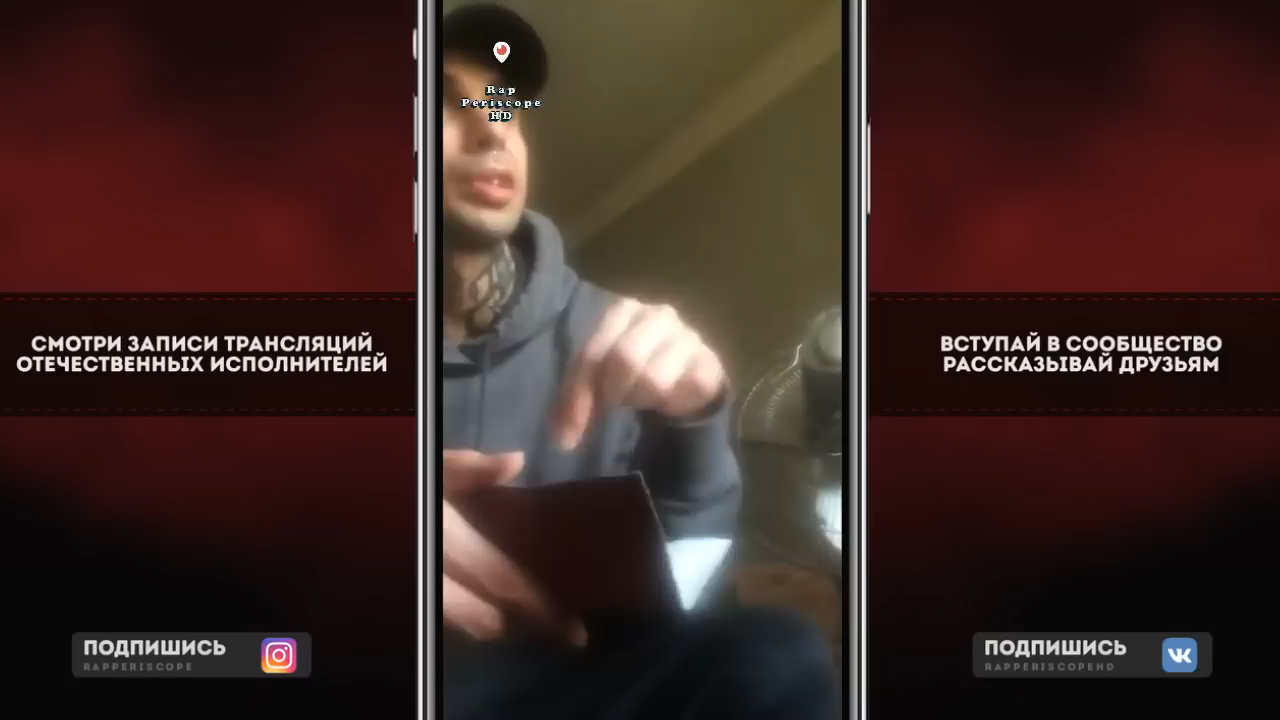 Rap
Periscope
HD
СМОТРИ ЗАПИСИ ТРАНСЛЯЦИЙ
ОТЕЧЕСТВЕННЫХ ИСПОЛНИТЕЛЕЙ
ВСТУПАЙ В СООБЩЕСТВО
РАССКАЗЫВАЙ ДРУЗЬЯМ
ПОДПИШИСЬ
RAPPERISCOPE
ПОДПИШИСЬ
RAPPERISCOPEHD